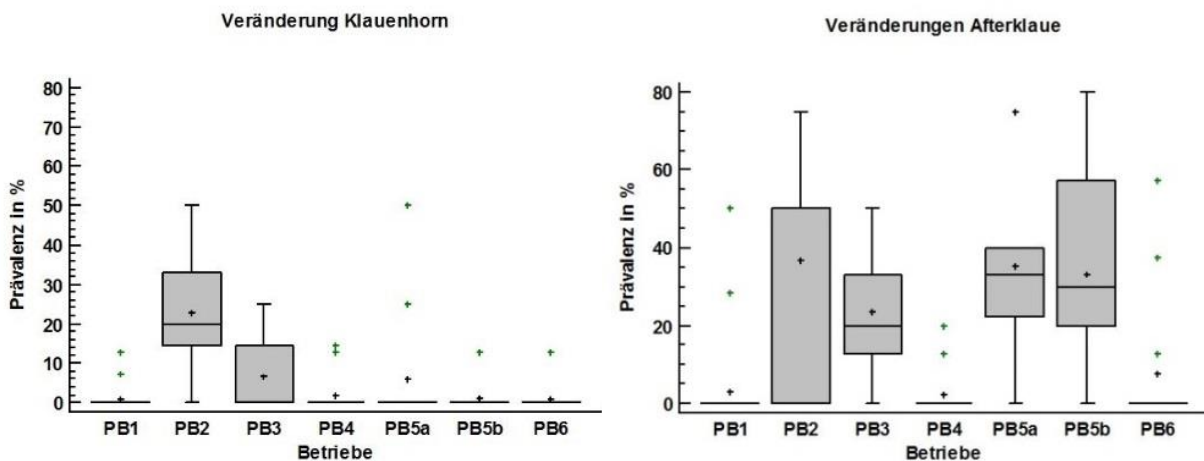 Veränderung Klauenhorn
Prävalenz in %
80
70
60
50
40
30
20
10
0
PB1 PB2 PB3 PB4 PB5a PB5b PB6
Betriebe
Veränderungen Afterklaue
Prävalenz in %
80
60
40
20
0
PB1 PB2 PB3 PB4 PB5a PB5b PB6
Betriebe